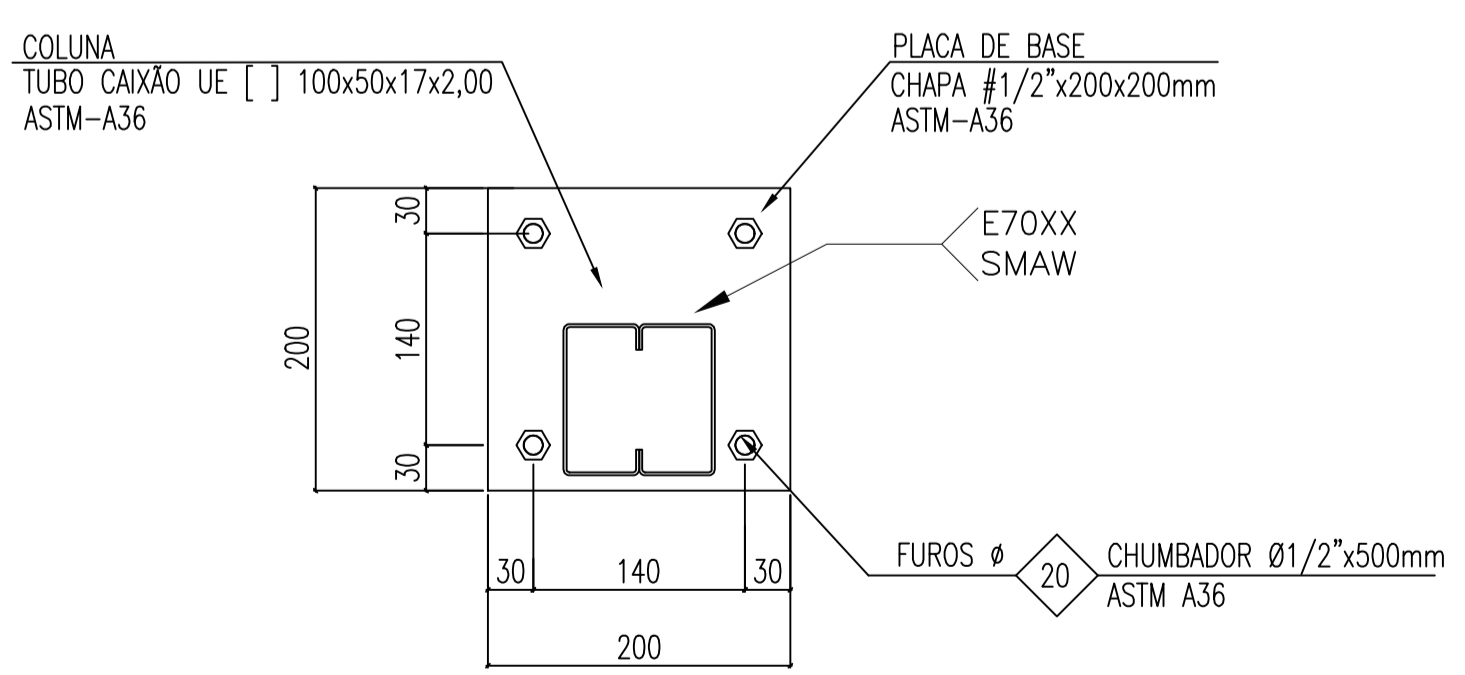 COLUNA
TUBO CAIXÃO UE [ ] 100x50x17x2,00
ASTM-A36
PLACA DE BASE
CHAPA #1/2"x200x200mm
ASTM-A36
E70XX
SMAW
30
140
30
200
30
140
30
200
FUROS ø 20 CHUMBADOR Ø1/2"x500mm
ASTM A36